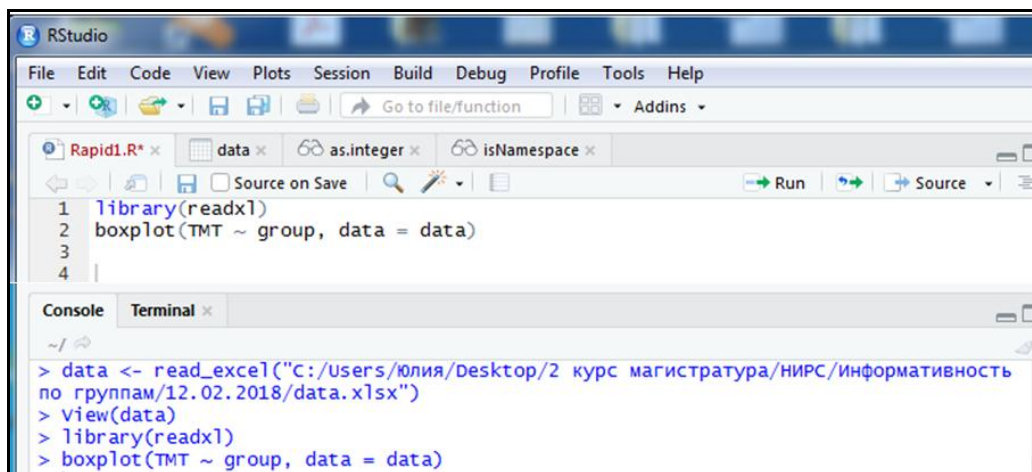 RStudio
File Edit Code View Plots Session Build Debug Profile Tools Help
Go to file/function Addins
Rapid1.R* data as.integer isNamespace
Source on Save Run Source
1 library(readxl)
2 boxplot(TMT ~ group, data = data)
3
4
Console Terminal
~/
> data <- read_excel("C:/Users/Юлия/Desktop/2 курс магистратура/НИРС/Информативность
по группам/12.02.2018/data.xlsx")
> View(data)
> library(readxl)
> boxplot(TMT ~ group, data = data)